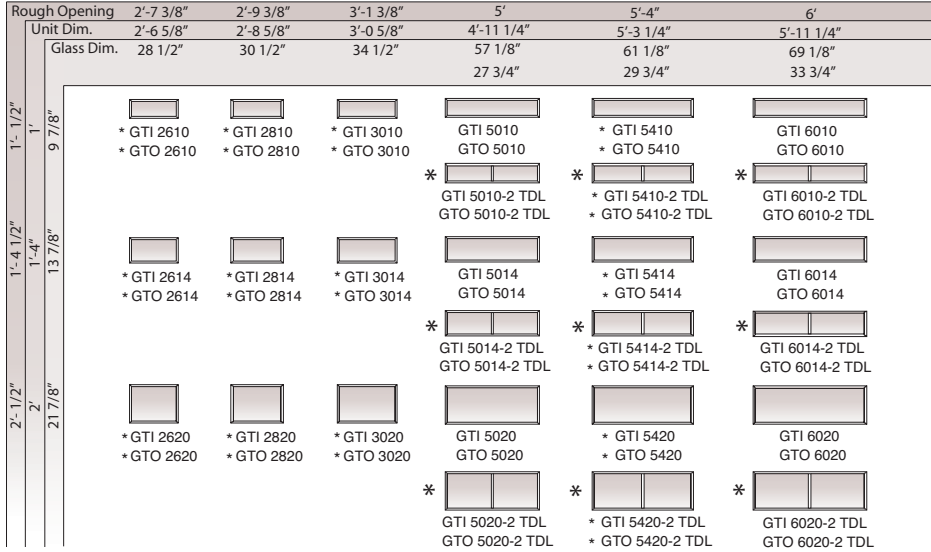 Rough Opening 2'-7 3/8" 2'-9 3/8" 3'-1 3/8" 5' 5'-4" 6'
Unit Dim. 2'-6 5/8" 2'-8 5/8" 3'-0 5/8" 4'-11 1/4" 5'-3 1/4" 5'-11 1/4"
Glass Dim. 28 1/2" 30 1/2" 34 1/2" 57 1/8" 61 1/8" 69 1/8"
27 3/4" 29 3/4" 33 3/4"
1'- 1/2" 1' 9 7/8"
* GTI 2610 * GTI 2810 * GTI 3010 GTI 5010 * GTI 5410 GTI 6010
* GTO 2610 * GTO 2810 * GTO 3010 GTO 5010 * GTO 5410 GTO 6010
* * *
GTI 5010-2 TDL * GTI 5410-2 TDL GTI 6010-2 TDL
GTO 5010-2 TDL * GTO 5410-2 TDL GTO 6010-2 TDL
1'- 4 1/2" 1'-4" 13 7/8"
* GTI 2614 * GTI 2814 * GTI 3014 GTI 5014 * GTI 5414 GTI 6014
* GTO 2614 * GTO 2814 * GTO 3014 GTO 5014 * GTO 5414 GTO 6014
* * *
GTI 5014-2 TDL * GTI 5414-2 TDL GTI 6014-2 TDL
GTO 5014-2 TDL * GTO 5414-2 TDL GTO 6014-2 TDL
2'- 1/2" 2' 21 7/8"
* GTI 2620 * GTI 2820 * GTI 3020 GTI 5020 * GTI 5420 GTI 6020
* GTO 2620 * GTO 2820 * GTO 3020 GTO 5020 * GTO 5420 GTO 6020
* * *
GTI 5020-2 TDL * GTI 5420-2 TDL GTI 6020-2 TDL
GTO 5020-2 TDL * GTO 5420-2 TDL GTO 6020-2 TDL